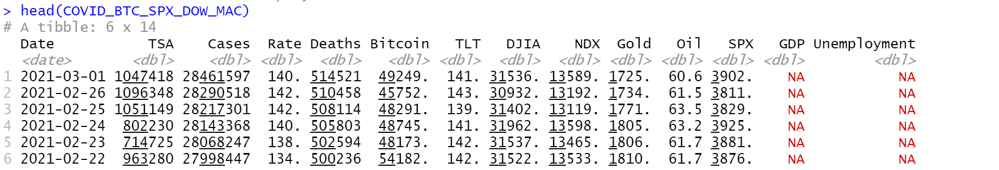 > head(COVID_BTC_SPX_DOW_MAC)
# A tibble: 6 x 14
Date TSA Cases Rate Deaths Bitcoin TLT DJIA NDX Gold Oil SPX GDP Unemployment
<date> <dbl> <dbl> <dbl> <dbl> <dbl> <dbl> <dbl> <dbl> <dbl> <dbl> <dbl> <dbl> <dbl>
1 2021-03-01 1047418 28461597 140. 514521 49249. 141. 31536. 13589. 1725. 60.6 3902. NA NA
2 2021-02-26 1096348 28290518 142. 510458 45752. 143. 30932. 13192. 1734. 61.5 3811. NA NA
3 2021-02-25 1051149 28217301 142. 508114 48291. 139. 31402. 13119. 1771. 63.5 3829. NA NA
4 2021-02-24 802230 28143368 140. 505803 48745. 141. 31962. 13598. 1805. 63.2 3925. NA NA
5 2021-02-23 714725 28068247 138. 502594 48173. 142. 31537. 13465. 1806. 61.7 3881. NA NA
6 2021-02-22 963280 27998447 134. 500236 54182. 142. 31522. 13533. 1810. 61.7 3876. NA NA